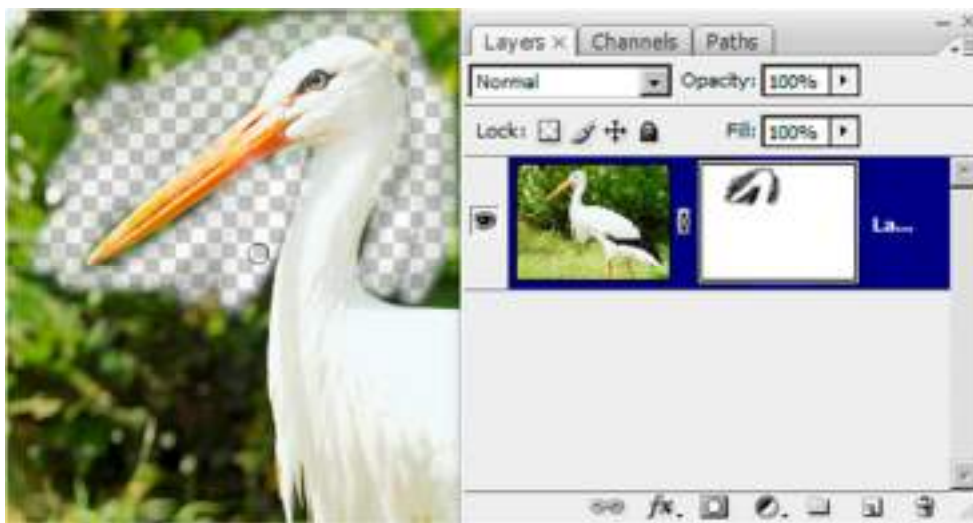 Layers × Channels Paths
Normal Opacity: 100%
Lock: Fill: 100%
La...
fx.